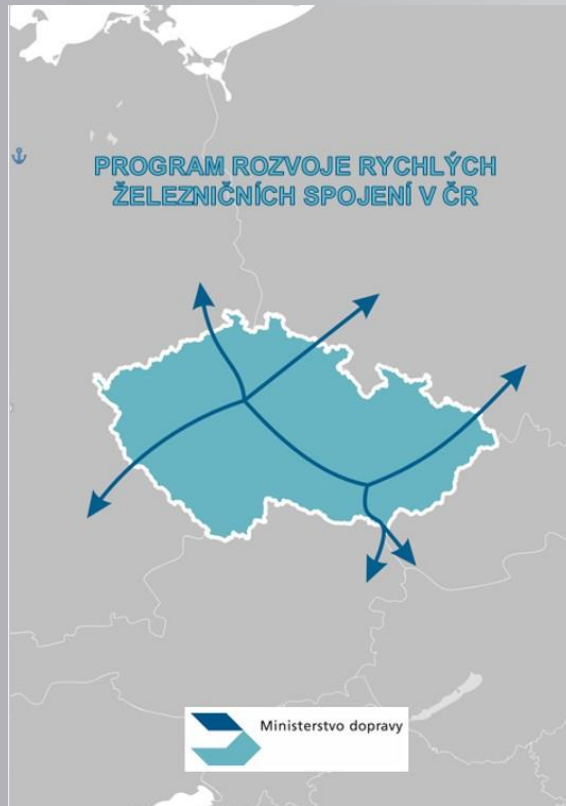 PROGRAM ROZVOJE RYCHLÝCH
ŽELEZNIČNÍCH SPOJENÍ V ČR
Ministerstvo dopravy